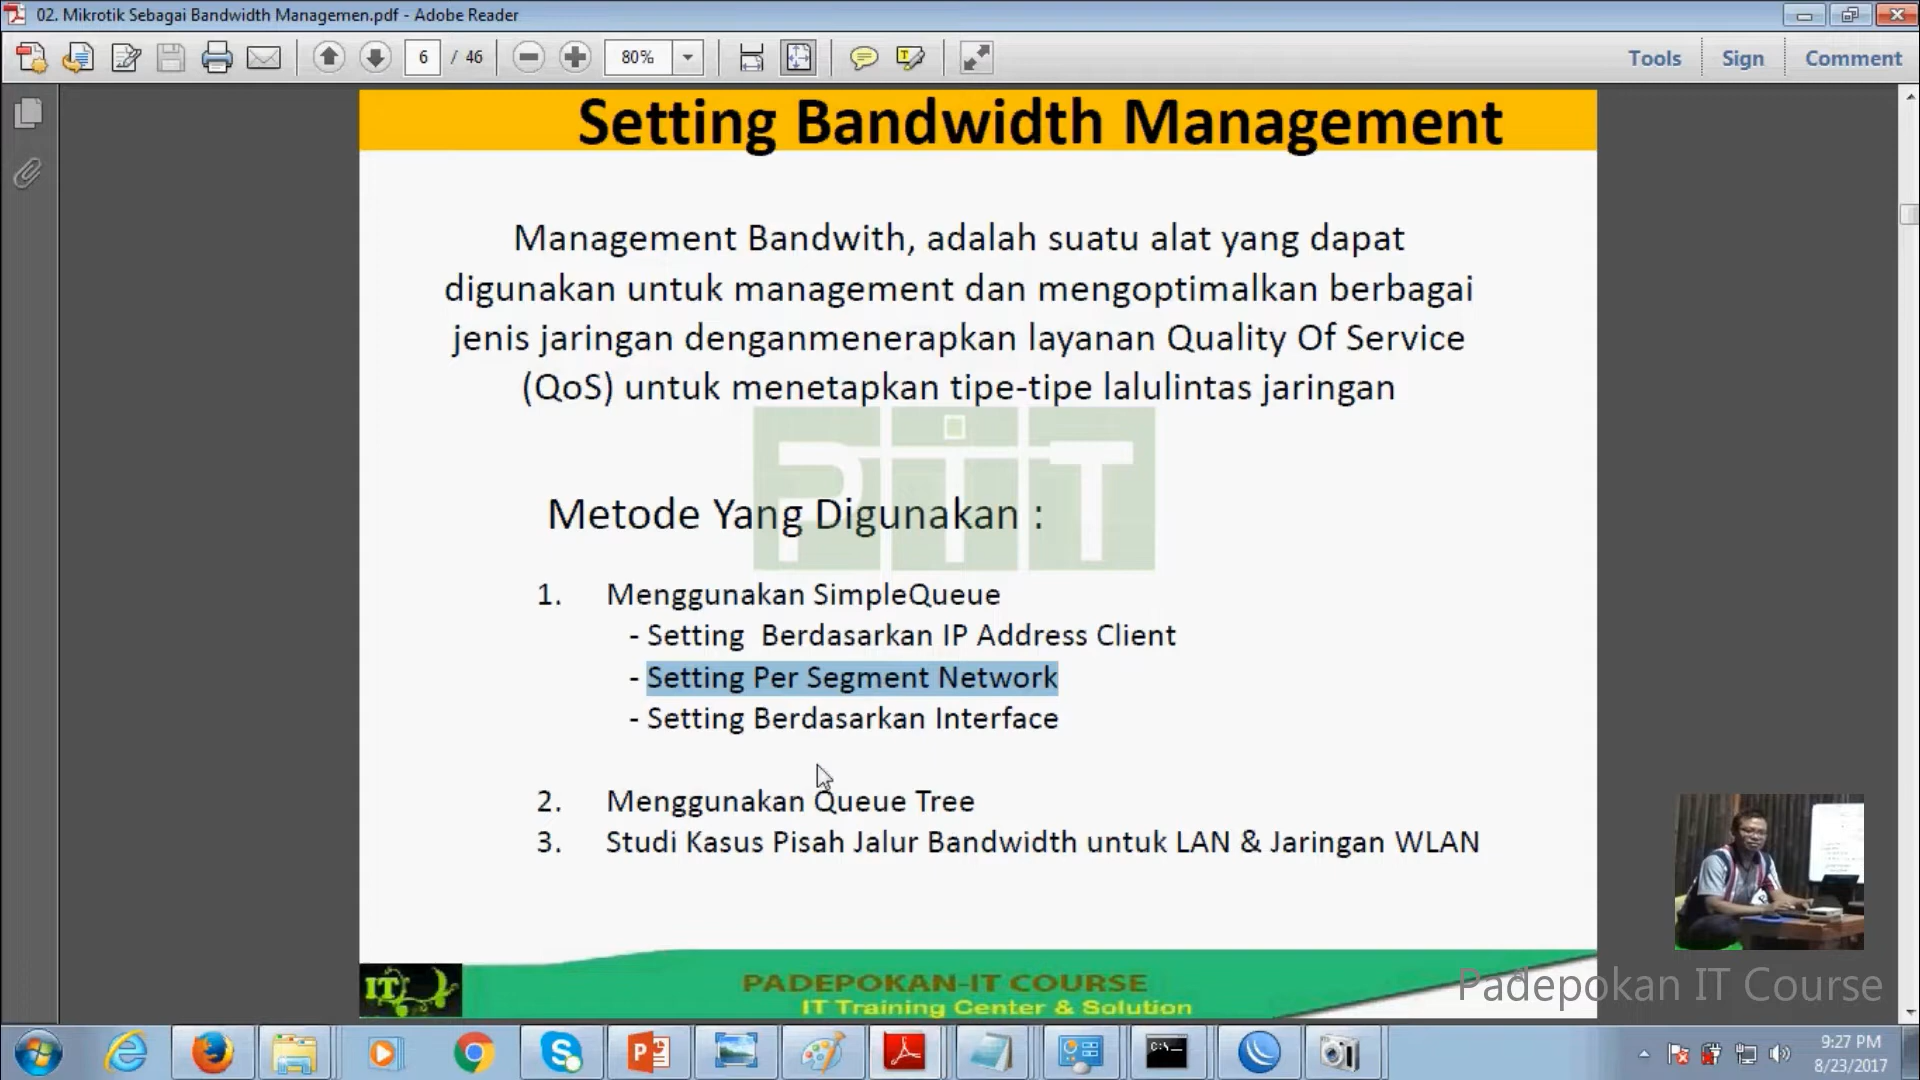 02. Mikrotik Sebagai Bandwidth Managemen.pdf - Adobe Reader
6 / 46
80%
Tools
Sign
Comment
Setting Bandwidth Management
Management Bandwith, adalah suatu alat yang dapat
digunakan untuk management dan mengoptimalkan berbagai
jenis jaringan denganmenerapkan layanan Quality Of Service
(QoS) untuk menetapkan tipe-tipe lalulintas jaringan
PIT
Metode Yang Digunakan :
1. Menggunakan SimpleQueue
- Setting Berdasarkan IP Address Client
- Setting Per Segment Network
- Setting Berdasarkan Interface
2. Menggunakan Queue Tree
3. Studi Kasus Pisah Jalur Bandwidth untuk LAN & Jaringan WLAN
IT
PADEPOKAN-IT COURSE
IT Training Center & Solution
Padepokan IT Course
9:27 PM
8/23/2017